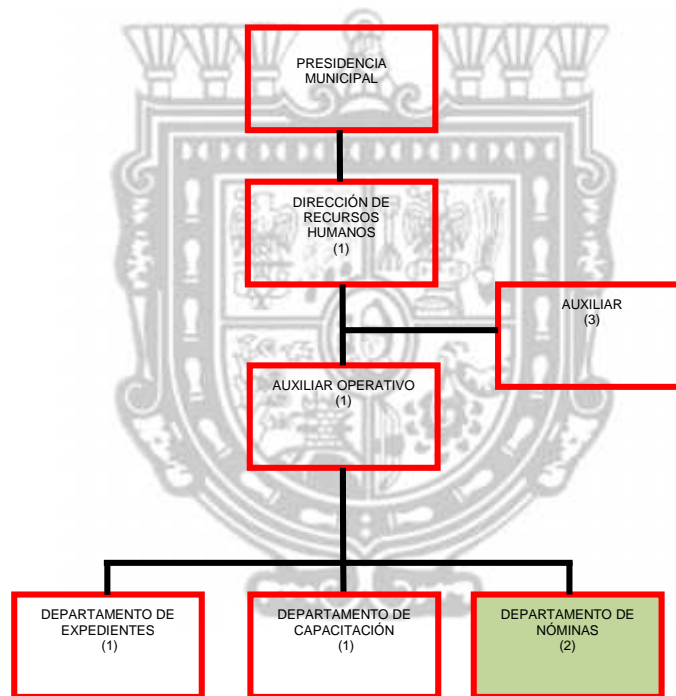 PRESIDENCIA
MUNICIPAL
DIRECCIÓN DE
RECURSOS
HUMANOS
(1)
AUXILIAR
(3)
AUXILIAR OPERATIVO
(1)
DEPARTAMENTO DE
EXPEDIENTES
(1)
DEPARTAMENTO DE
CAPACITACIÓN
(1)
DEPARTAMENTO DE
NÓMINAS
(2)